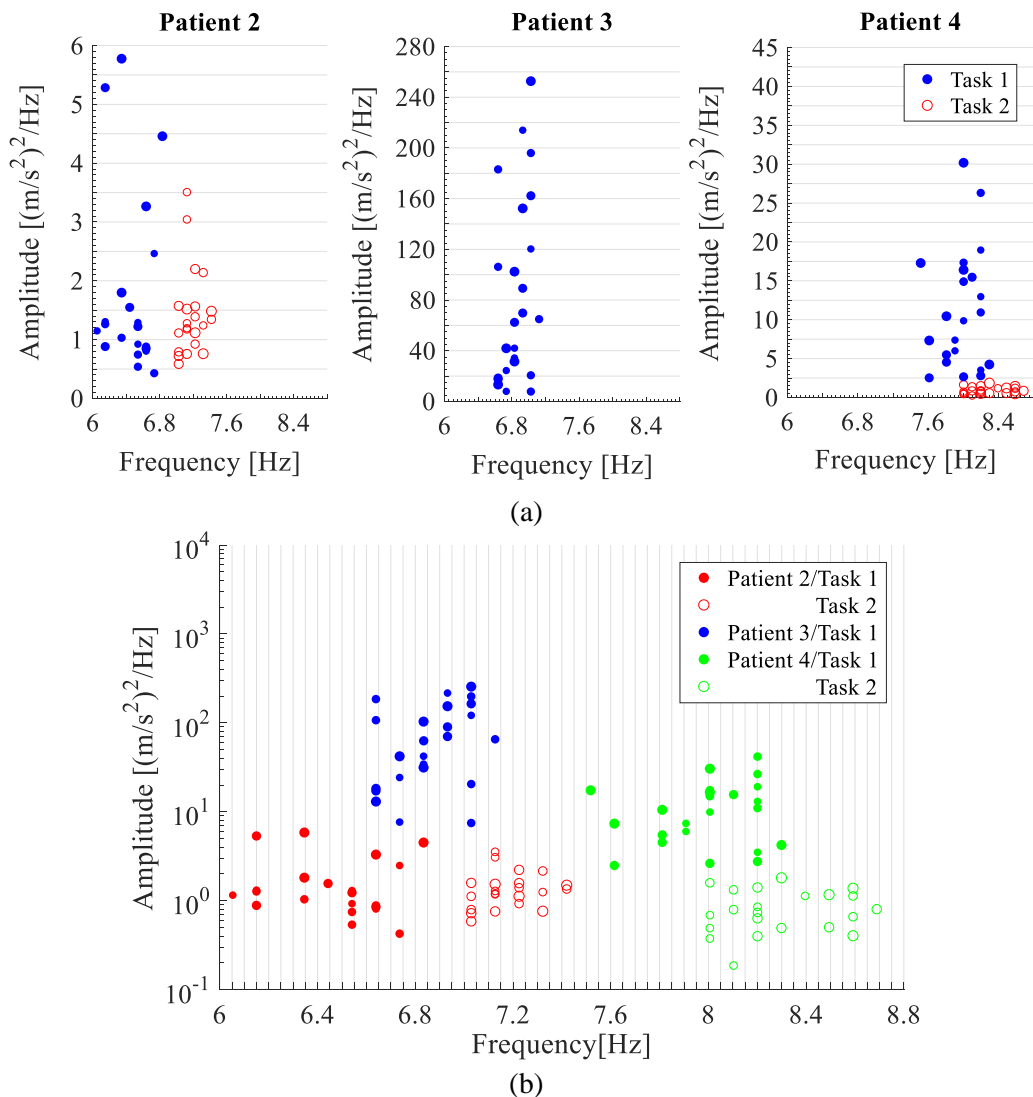 Patient 2
Patient 3
Patient 4
Amplitude [(m/s²)²/Hz]
6
5
4
3
2
1
0
6 6.8 7.6 8.4
Frequency [Hz]
Amplitude [(m/s²)²/Hz]
280
240
200
160
120
80
40
0
6 6.8 7.6 8.4
Frequency [Hz]
Amplitude [(m/s²)²/Hz]
45
40
35
30
25
20
15
10
5
0
6 6.8 7.6 8.4
Frequency [Hz]
Task 1
Task 2
(a)
Amplitude [(m/s²)²/Hz]
10⁴
10³
10²
10¹
10⁰
10⁻¹
6 6.4 6.8 7.2 7.6 8 8.4 8.8
Frequency[Hz]
Patient 2/Task 1
Task 2
Patient 3/Task 1
Patient 4/Task 1
Task 2
(b)